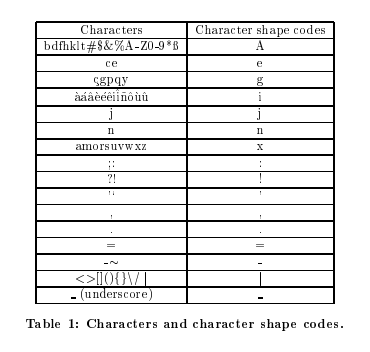 Characters Character shape codes
bdfhklt#$&%A-Z0-9*ß A
ce e
çgpqy g
àáâèéêìíñôùû i
j j
n n
amorsuvwxz x
;: :
?! !
'‘ '
, ,
. .
= =
-~ -
<>[](){}\/| |
_ (underscore) _
Table 1: Characters and character shape codes.